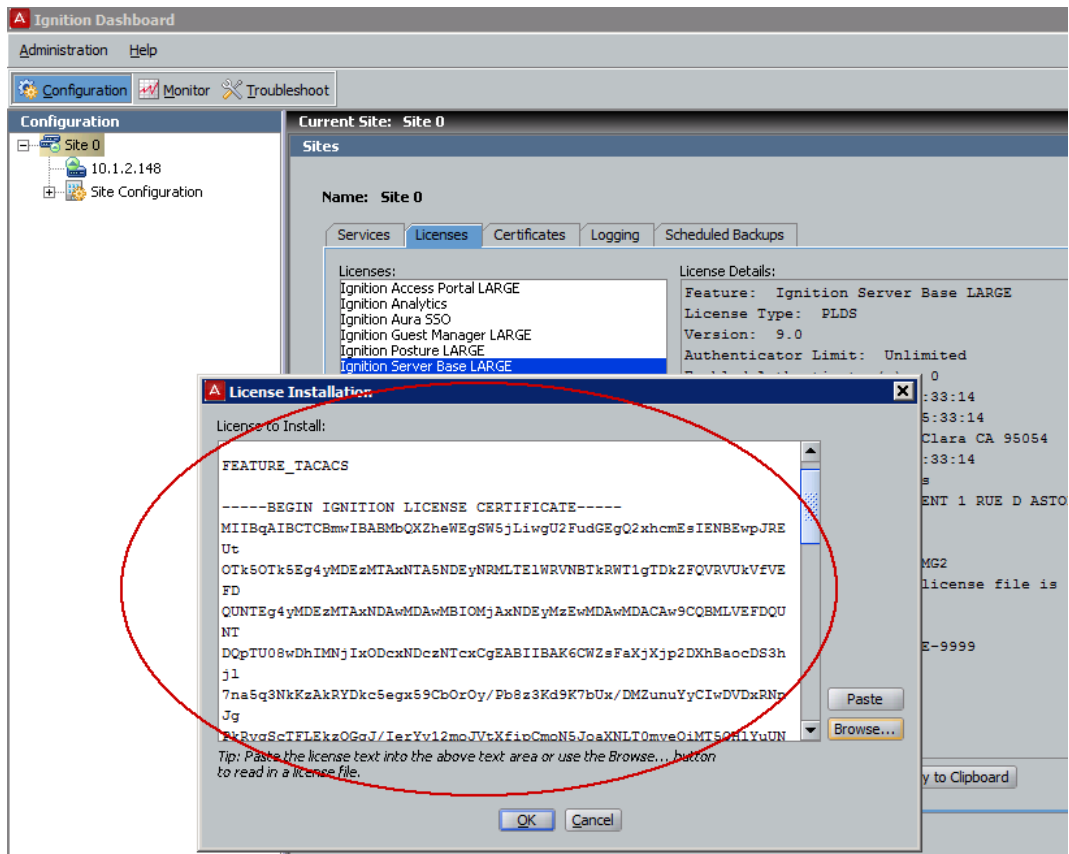 Ignition Dashboard
Administration Help
Configuration Monitor Troubleshoot
Configuration
Site 0
10.1.2.148
Site Configuration
Current Site: Site 0
Sites
Name: Site 0
Services Licenses Certificates Logging Scheduled Backups
Licenses:
Ignition Access Portal LARGE
Ignition Analytics
Ignition Aura SSO
Ignition Guest Manager LARGE
Ignition Posture LARGE
Ignition Server Base LARGE
License Details:
Feature: Ignition Server Base LARGE
License Type: PLDS
Version: 9.0
Authenticator Limit: Unlimited
0
:33:14
5:33:14
Clara CA 95054
:33:14
s
ENT 1 RUE D ASTO
MG2
license file is
E-9999
y to Clipboard
License Installation
License to Install:
FEATURE_TACACS
-----BEGIN IGNITION LICENSE CERTIFICATE-----
MIIBqAIBCTCBmwIBABMbQXZheWEgSW5jLiwgU2FudGEgQ2xhcmEsIENBEwpJRE
Ut
OTk5OTk5Eg4yMDEzMTAxNTA5NDEyNRMLTElWRVNBTkRWT1gTDkZFQVRVUkVfVE
FD
QUNTEg4yMDEzMTAxNDAwMDAwMBIOMjAxNDEyMzEwMDAwMDACAw9CQBMLVEFDQU
NT
DQpTU08wDhIMNjIxODcxNDczNTcxCgEABIIBAK6CWZsFaXjXjp2DXhBaocDS3h
jl
7na5q3NkKzAkRYDkc5egx59CbOrOy/Pb8z3Kd9K7bUx/DMZunuYyCIwDVDxRNp
Jg
Paste
Browse...
Tip: Paste the license text into the above text area or use the Browse... button
to read in a license file.
OK Cancel